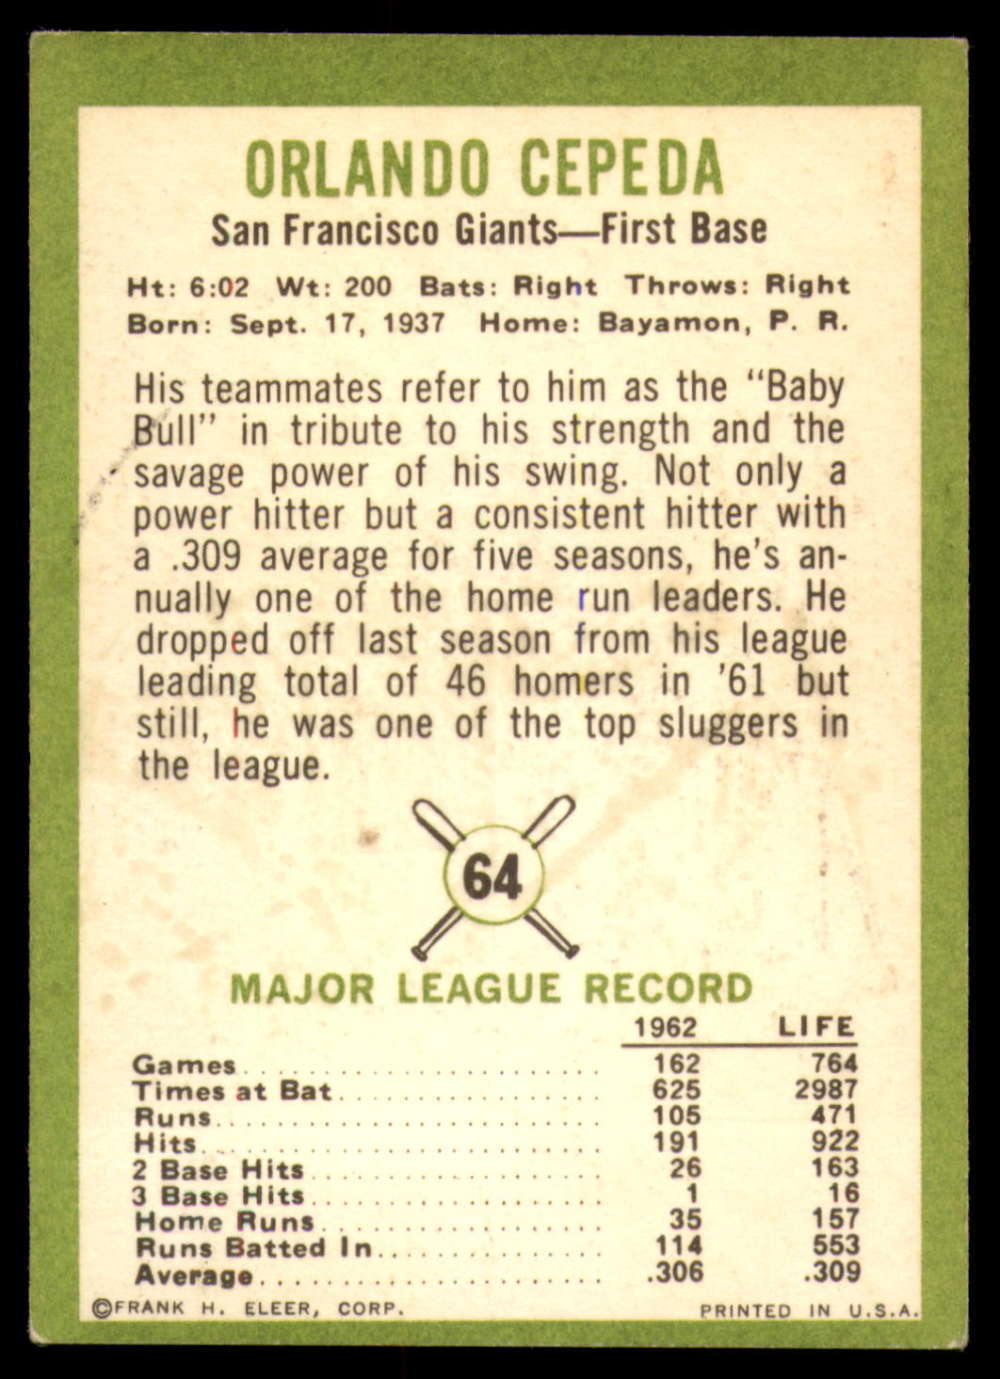 ORLANDO CEPEDA
San Francisco Giants—First Base
Ht: 6:02 Wt: 200 Bats: Right Throws: Right
Born: Sept. 17, 1937 Home: Bayamon, P. R.
His teammates refer to him as the "Baby
Bull" in tribute to his strength and the
savage power of his swing. Not only a
power hitter but a consistent hitter with
a .309 average for five seasons, he's an-
nually one of the home run leaders. He
dropped off last season from his league
leading total of 46 homers in '61 but
still, he was one of the top sluggers in
the league.
64
MAJOR LEAGUE RECORD
1962 LIFE
Games 162 764
Times at Bat 625 2987
Runs 105 471
Hits 191 922
2 Base Hits 26 163
3 Base Hits 1 16
Home Runs 35 157
Runs Batted In 114 553
Average .306 .309
©FRANK H. ELEER, CORP. PRINTED IN U.S.A.